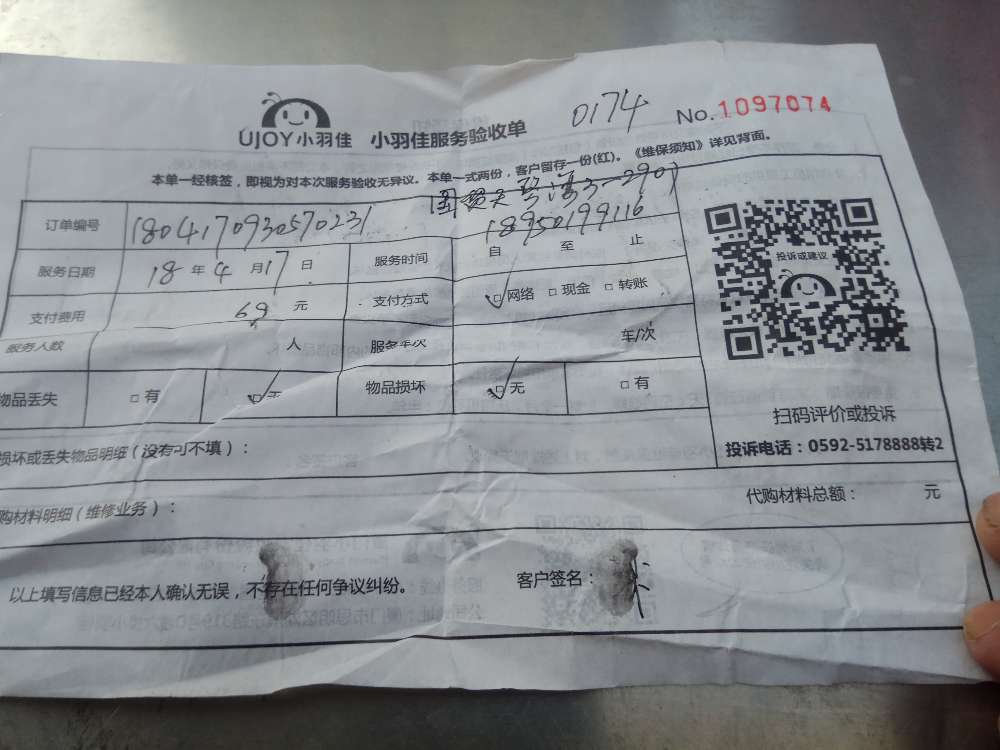 UJOY小羽佳 小羽佳服务验收单 0174 No.1097074
本单一经核签,即视为对本次服务验收无异议。本单一式两份,客户留存一份(红)。《维保须知》详见背面。
3-2907
订单编号 1804170930570231 18950199116
服务日期 18 年 4 月 17 日 服务时间 自 至 止
支付费用 69 元 支付方式 □网络 □现金 □转账
服务人数 人 服务车次 车/次
物品丢失 □有 □无 物品损坏 □无 □有
损坏或丢失物品明细(没有可不填):
购材料明细(维修业务): 代购材料总额: 元
以上填写信息已经本人确认无误,不存在任何争议纠纷。 客户签名:
投诉或建议
扫码评价或投诉
投诉电话:0592-5178888转2